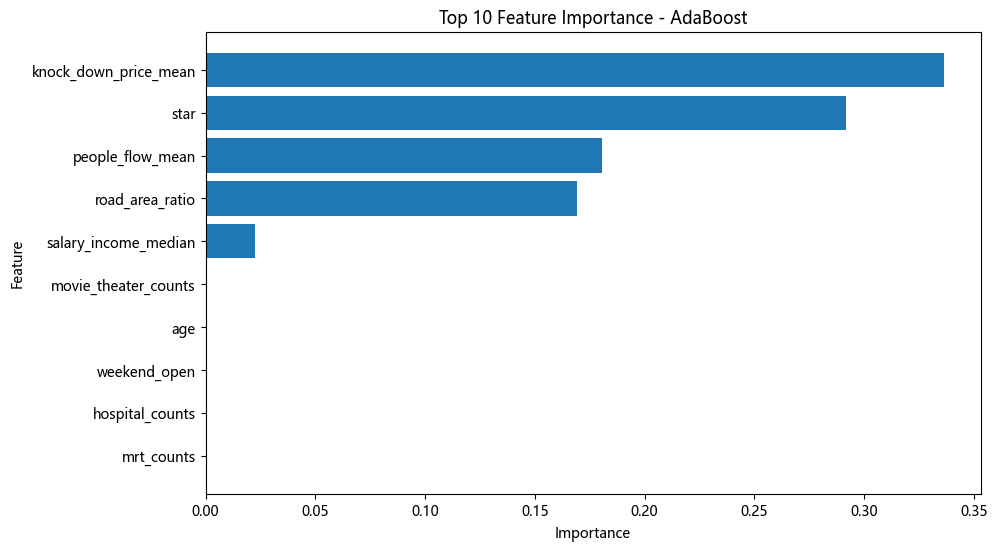 Top 10 Feature Importance - AdaBoost
Feature
knock_down_price_mean
star
people_flow_mean
road_area_ratio
salary_income_median
movie_theater_counts
age
weekend_open
hospital_counts
mrt_counts
0.00 0.05 0.10 0.15 0.20 0.25 0.30 0.35
Importance